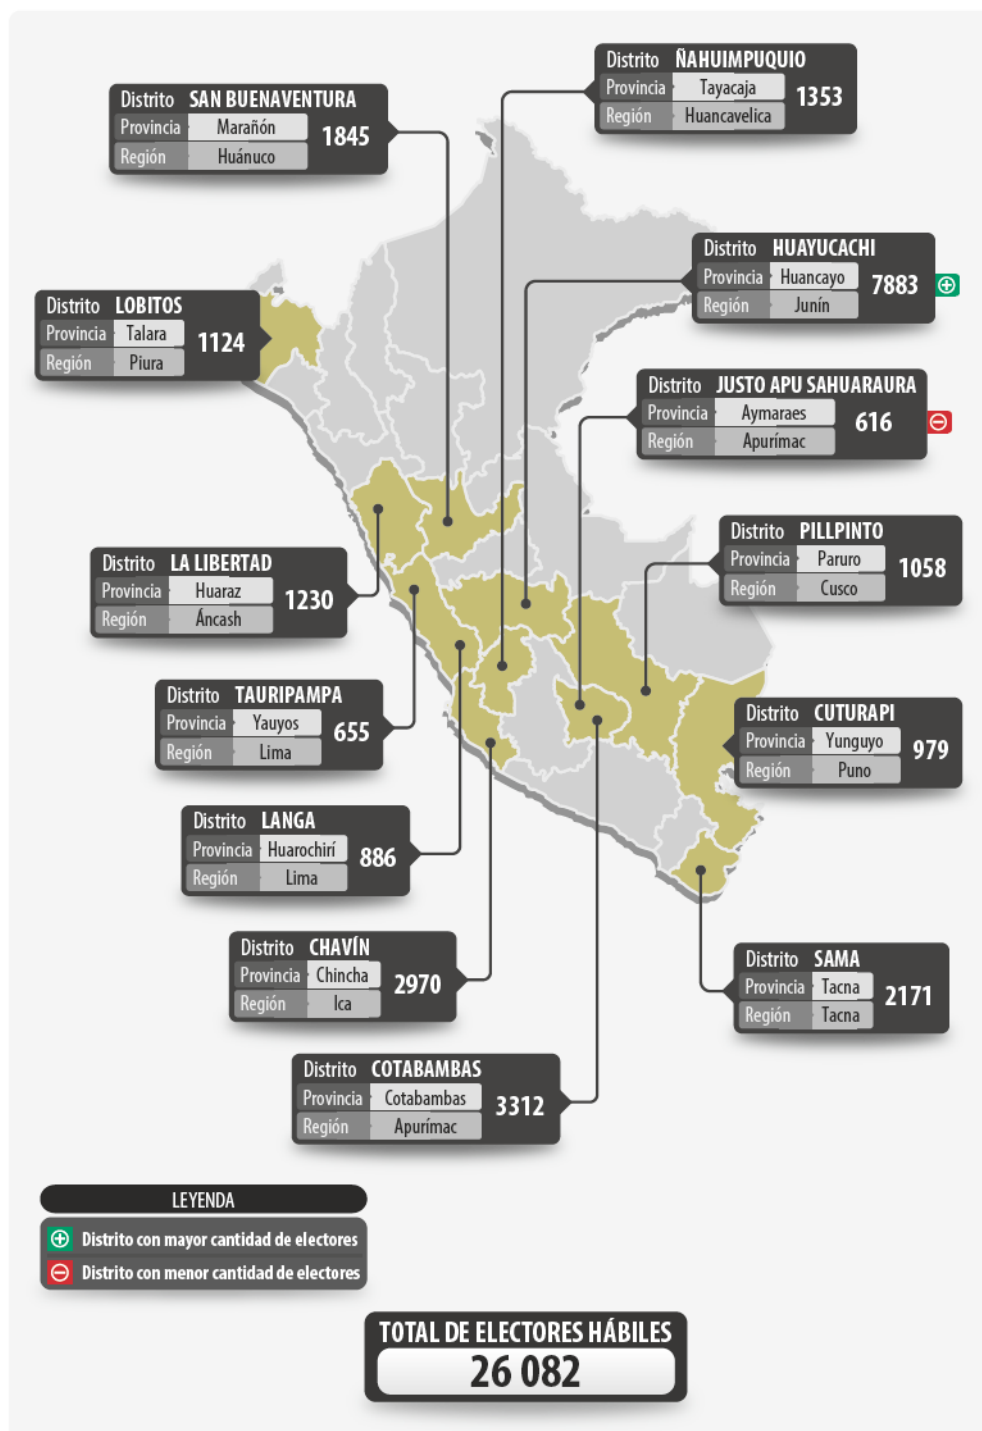 Distrito ÑAHUIMPUQUIO
Provincia Tayacaja
Región Huancavelica
1353
Distrito SAN BUENAVENTURA
Provincia Marañón
Región Huánuco
1845
Distrito HUAYUCACHI
Provincia Huancayo
Región Junín
7883
Distrito LOBITOS
Provincia Talara
Región Piura
1124
Distrito JUSTO APU SAHUARAURA
Provincia Aymaraes
Región Apurímac
616
Distrito PILLPINTO
Provincia Paruro
Región Cusco
1058
Distrito LA LIBERTAD
Provincia Huaraz
Región Áncash
1230
Distrito TAURIPAMPA
Provincia Yauyos
Región Lima
655
Distrito CUTURAPI
Provincia Yunguyo
Región Puno
979
Distrito LANGA
Provincia Huarochirí
Región Lima
886
Distrito CHAVÍN
Provincia Chincha
Región Ica
2970
Distrito SAMA
Provincia Tacna
Región Tacna
2171
Distrito COTABAMBAS
Provincia Cotabambas
Región Apurímac
3312
LEYENDA
Distrito con mayor cantidad de electores
Distrito con menor cantidad de electores
TOTAL DE ELECTORES HÁBILES
26 082